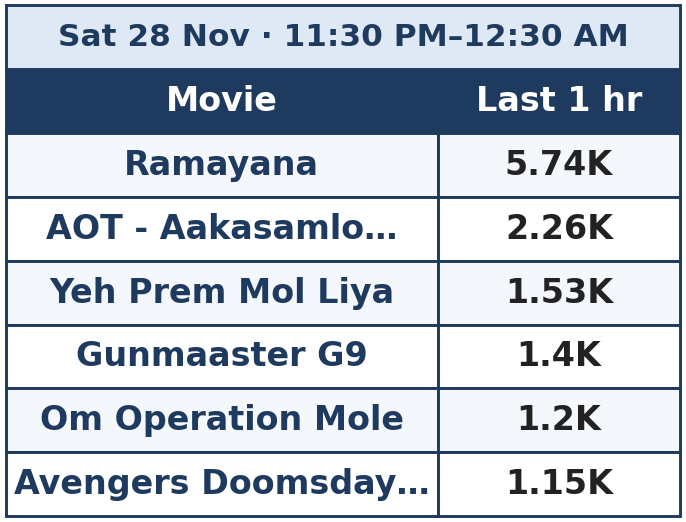 Sat 28 Nov · 11:30 PM–12:30 AM
Movie Last 1 hr
Ramayana 5.74K
AOT - Aakasamlo... 2.26K
Yeh Prem Mol Liya 1.53K
Gunmaaster G9 1.4K
Om Operation Mole 1.2K
Avengers Doomsday... 1.15K